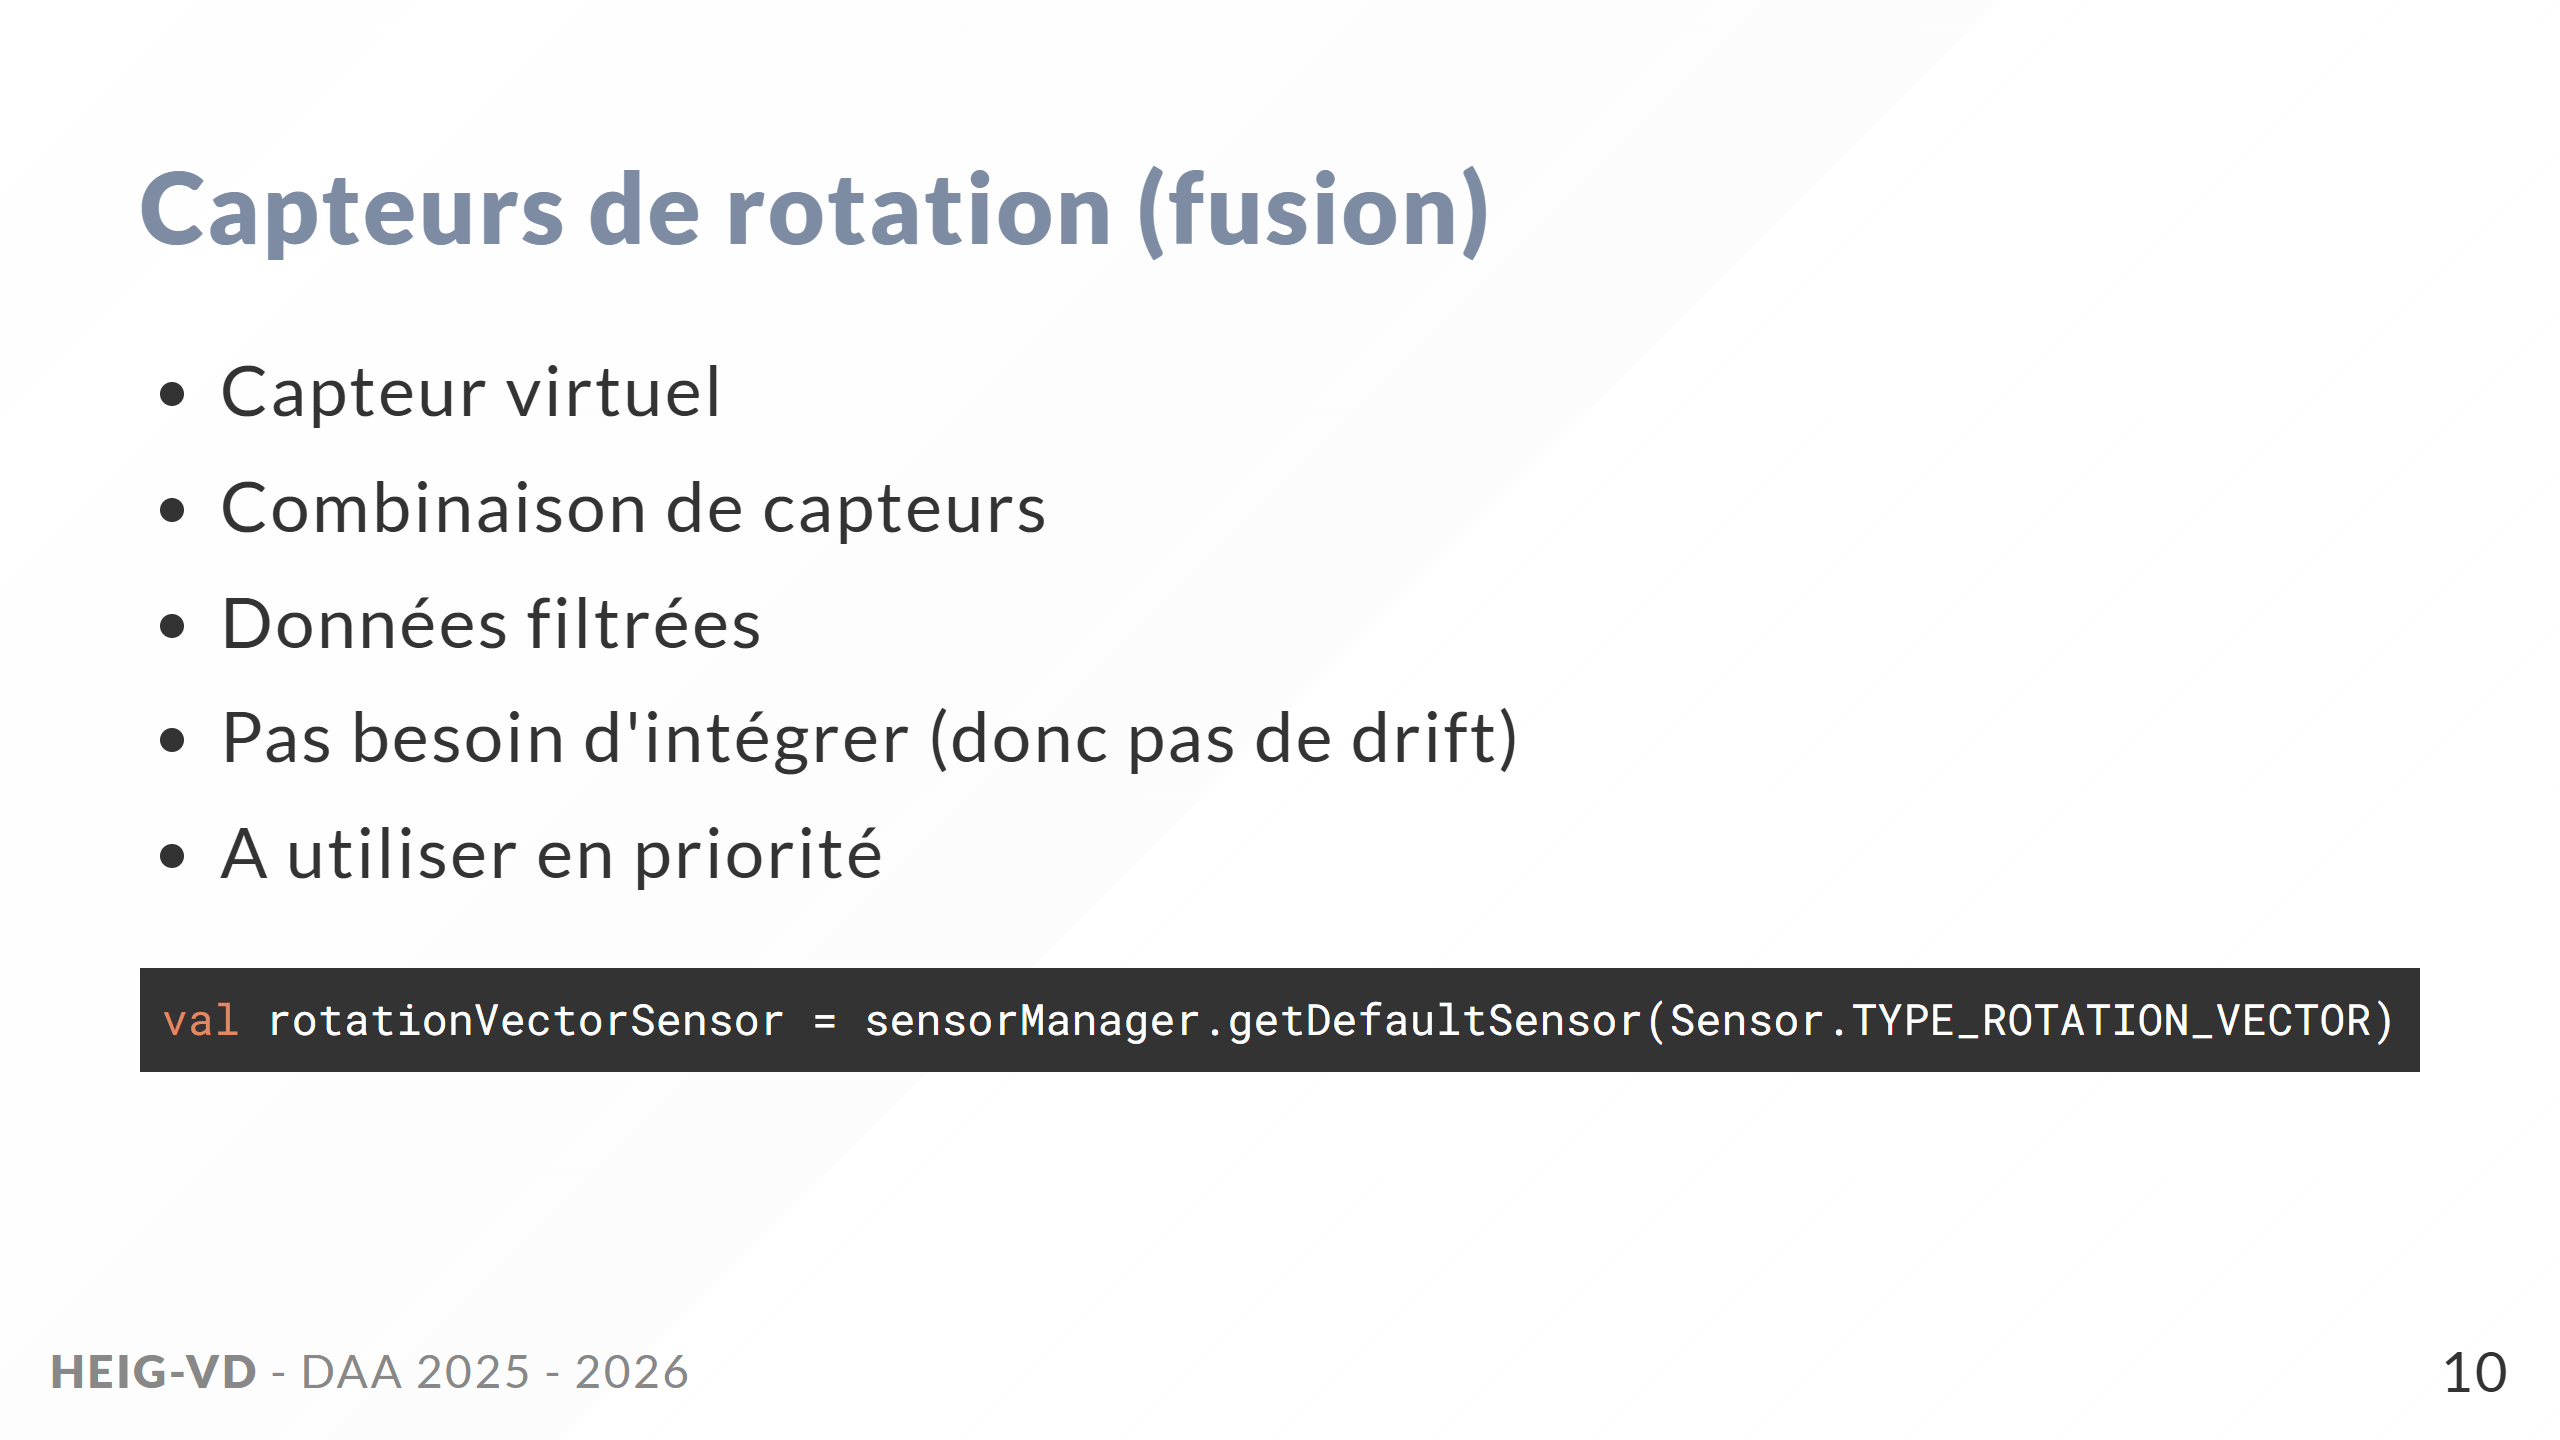 Capteurs de rotation (fusion)
• Capteur virtuel
• Combinaison de capteurs
• Données filtrées
• Pas besoin d'intégrer (donc pas de drift)
• A utiliser en priorité
val rotationVectorSensor = sensorManager.getDefaultSensor(Sensor.TYPE_ROTATION_VECTOR)
HEIG-VD - DAA 2025 - 2026
10